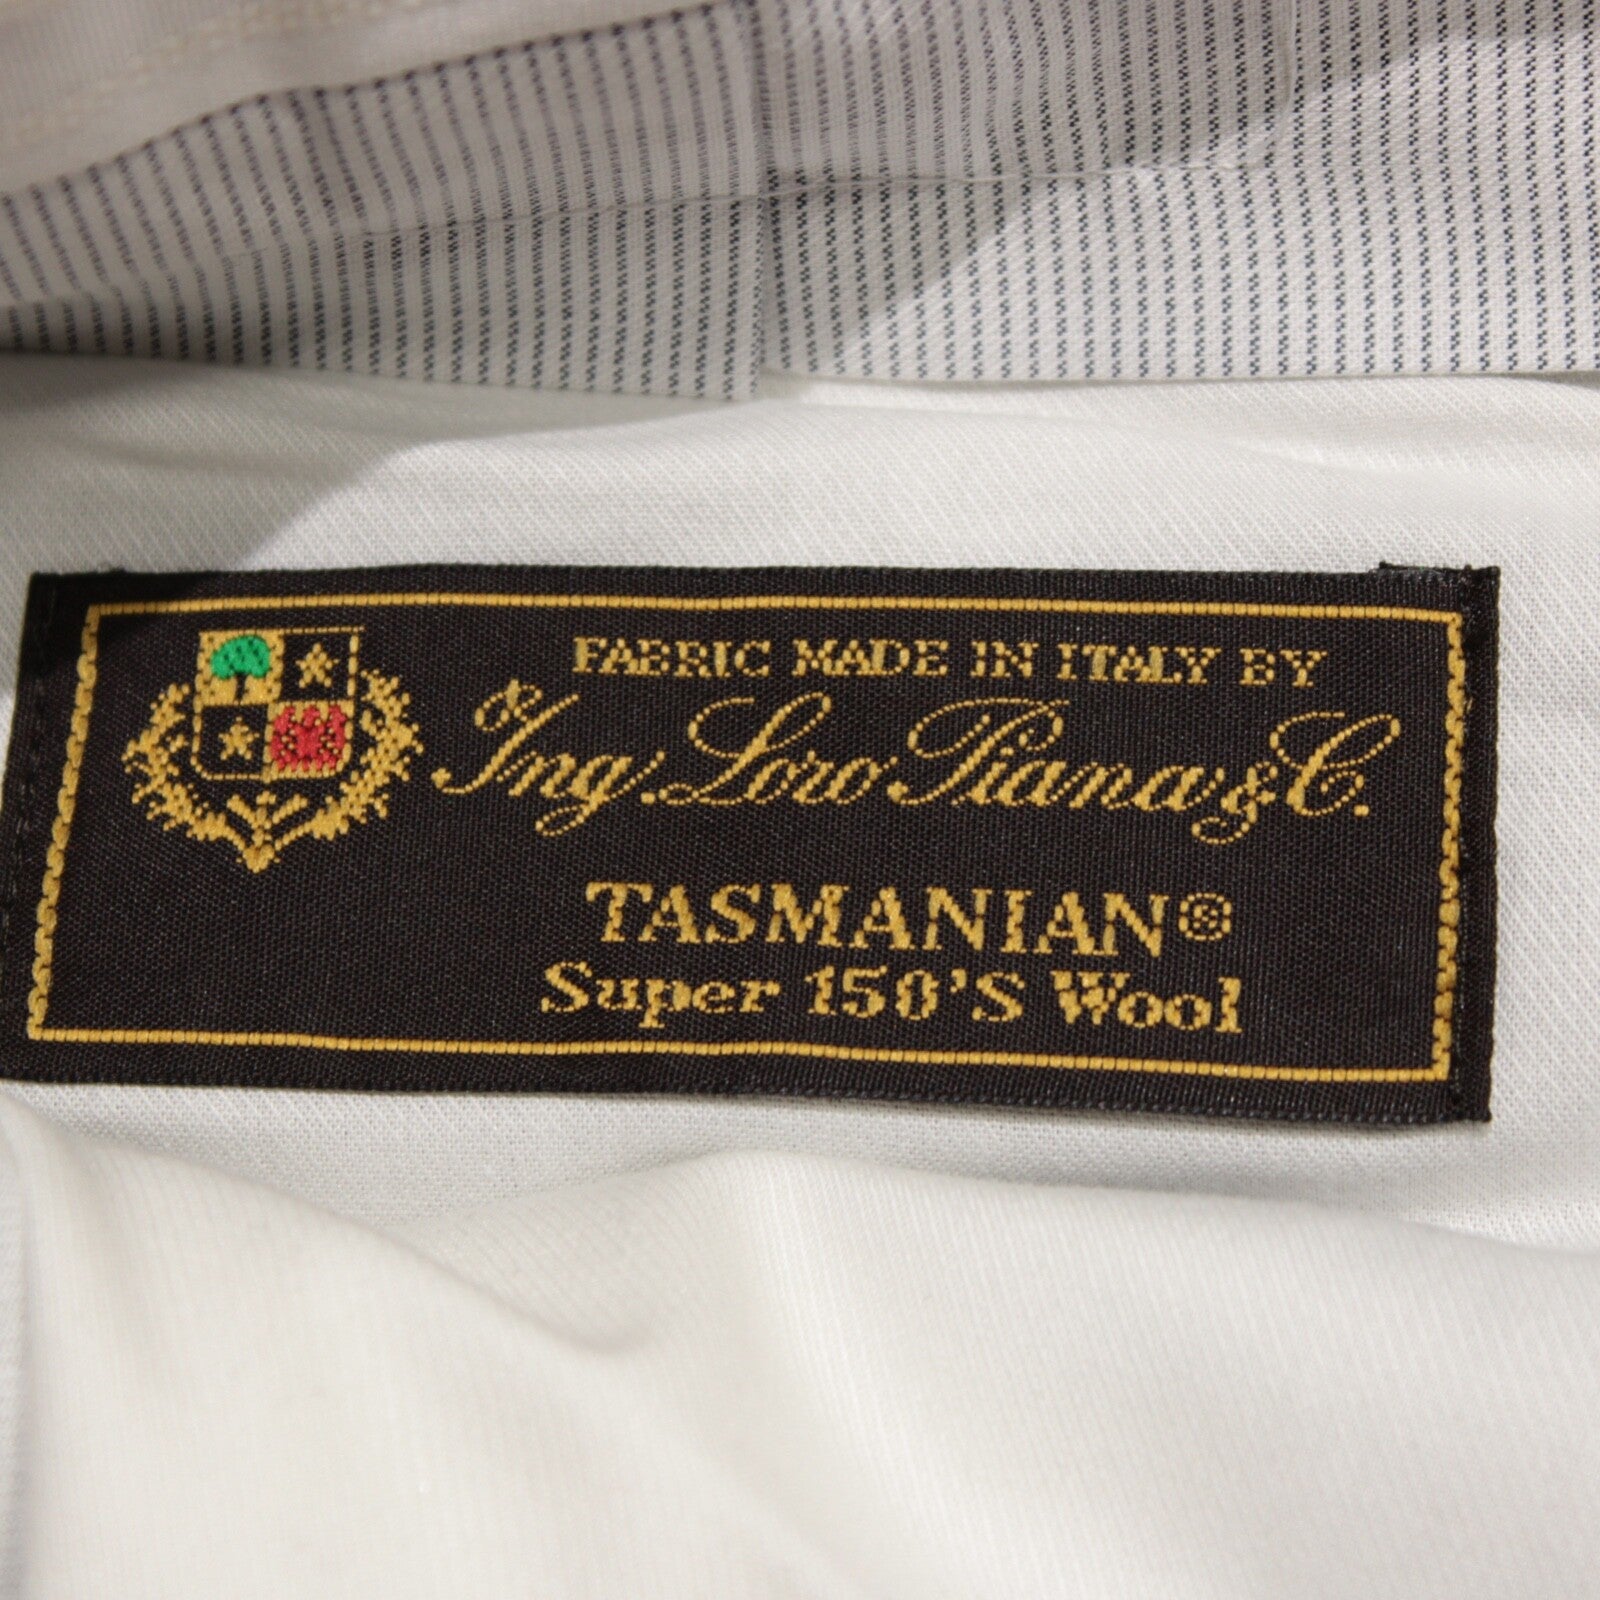 FABRIC MADE IN ITALY BY
Ing. Loro Piana & C.
TASMANIAN®
Super 150'S Wool